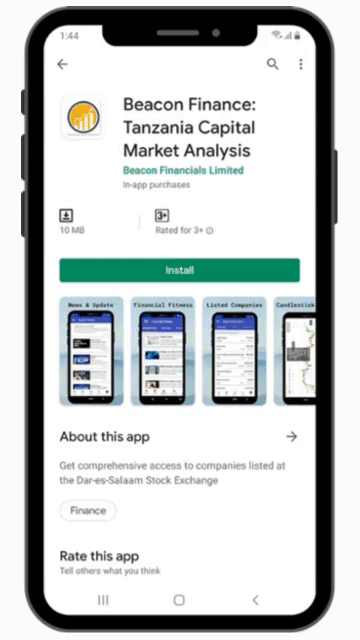 1:44
Beacon Finance:
Tanzania Capital
Market Analysis
Beacon Financials Limited
In-app purchases
3+
10 MB
Rated for 3+
Install
News & Update
Financial Fitness
Listed Companies
Candlestick
About this app
Get comprehensive access to companies listed at
the Dar-es-Salaam Stock Exchange
Finance
Rate this app
Tell others what you think